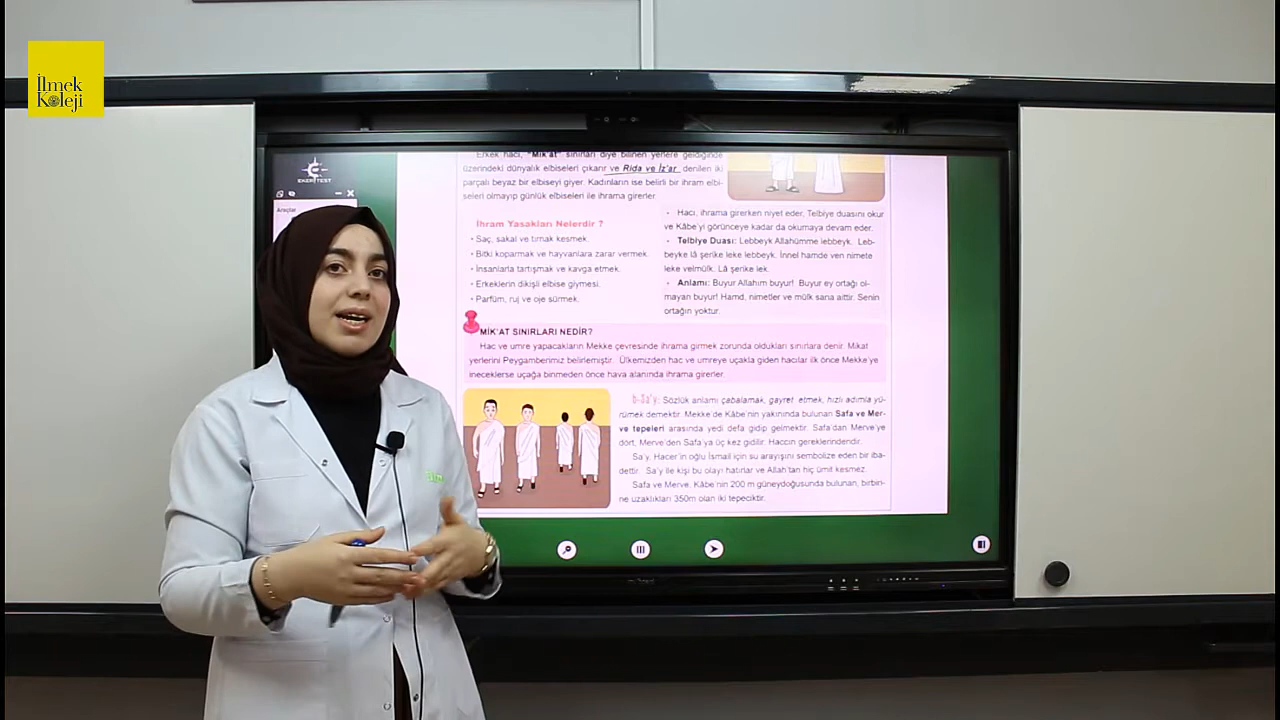 İlmek
Koleji
EKERTEST
Araçlar
Erkek hacı, "Mik'at" sınırları diye bilinen yerlere geldiğinde
üzerindeki dünyalık elbiseleri çıkarır ve Rida ve İz'ar denilen iki
parçalı beyaz bir elbiseyi giyer. Kadınların ise belirli bir ihram elbi-
seleri olmayıp günlük elbiseleri ile ihrama girerler.
İhram Yasakları Nelerdir ?
• Saç, sakal ve tırnak kesmek.
• Bitki koparmak ve hayvanlara zarar vermek
• İnsanlarla tartışmak ve kavga etmek.
• Erkeklerin dikişli elbise giymesi.
• Parfüm, ruj ve oje sürmek.
- Hacı, ihrama girerken niyet eder, Telbiye duasını okur
ve Kâbe'yi görünceye kadar da okumaya devam eder.
- Telbiye Duası: Lebbeyk Allahümme lebbeyk. Leb-
beyke lâ şerike leke lebbeyk. İnnel hamde ven nimete
leke velmülk. Lâ şerike lek.
- Anlamı: Buyur Allahım buyur! Buyur ey ortağı ol-
mayan buyur! Hamd, nimetler ve mülk sana aittir. Senin
ortağın yoktur.
MİK'AT SINIRLARI NEDİR?
Hac ve umre yapacakların Mekke çevresinde ihrama girmek zorunda oldukları sınırlara denir. Mikat
yerlerini Peygamberimiz belirlemiştir. Ülkemizden hac ve umreye uçakla giden hacılar ilk önce Mekke'ye
ineceklerse uçağa binmeden önce hava alanında ihrama girerler.
b-Sa'y: Sözlük anlamı çabalamak, gayret etmek, hızlı adımla yü-
rümek demektir. Mekke'de Kâbe'nin yakınında bulunan Safa ve Mer-
ve tepeleri arasında yedi defa gidip gelmektir. Safa'dan Merve'ye
dört, Merve'den Safa'ya üç kez gidilir. Haccın gereklerindendir.
Sa'y, Hacer'in oğlu İsmail için su arayışını sembolize eden bir iba-
dettir. Sa'y ile kişi bu olayı hatırlar ve Allah'tan hiç ümit kesmez.
Safa ve Merve, Kâbe'nin 200 m güneydoğusunda bulunan, birbiri-
ne uzaklıkları 350m olan iki tepeciktir.